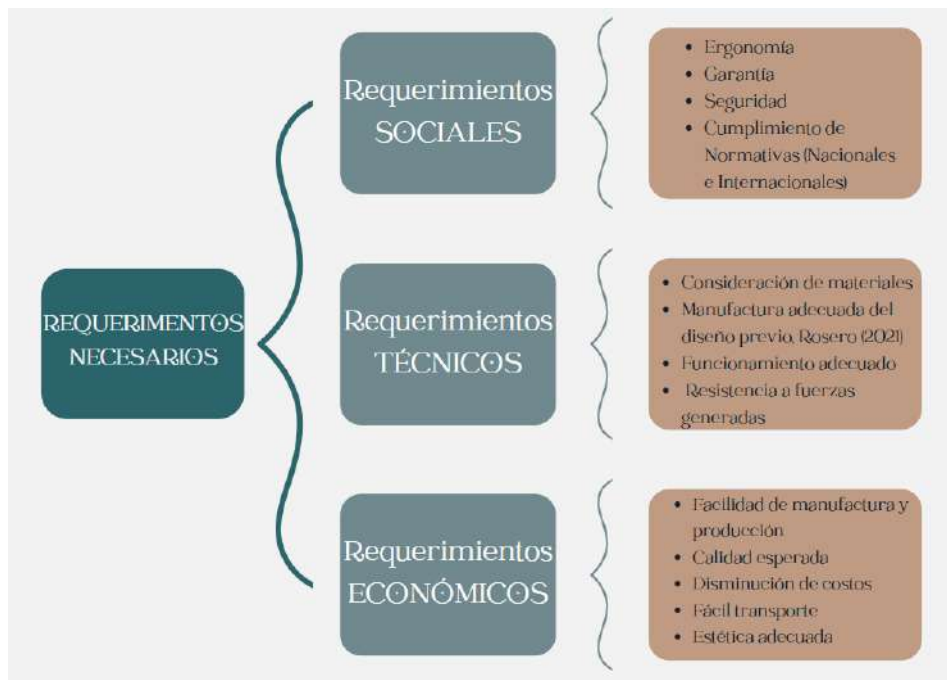 REQUERIMENTOS
NECESARIOS
Requerimientos
SOCIALES
• Ergonomía
• Garantía
• Seguridad
• Cumplimiento de
Normativas (Nacionales
e Internacionales)
Requerimientos
TÉCNICOS
• Consideración de materiales
• Manufactura adecuada del
diseño previo, Rosero (2021)
• Funcionamiento adecuado
• Resistencia a fuerzas
generadas
Requerimientos
ECONÓMICOS
• Facilidad de manufactura y
producción
• Calidad esperada
• Disminución de costos
• Fácil transporte
• Estética adecuada